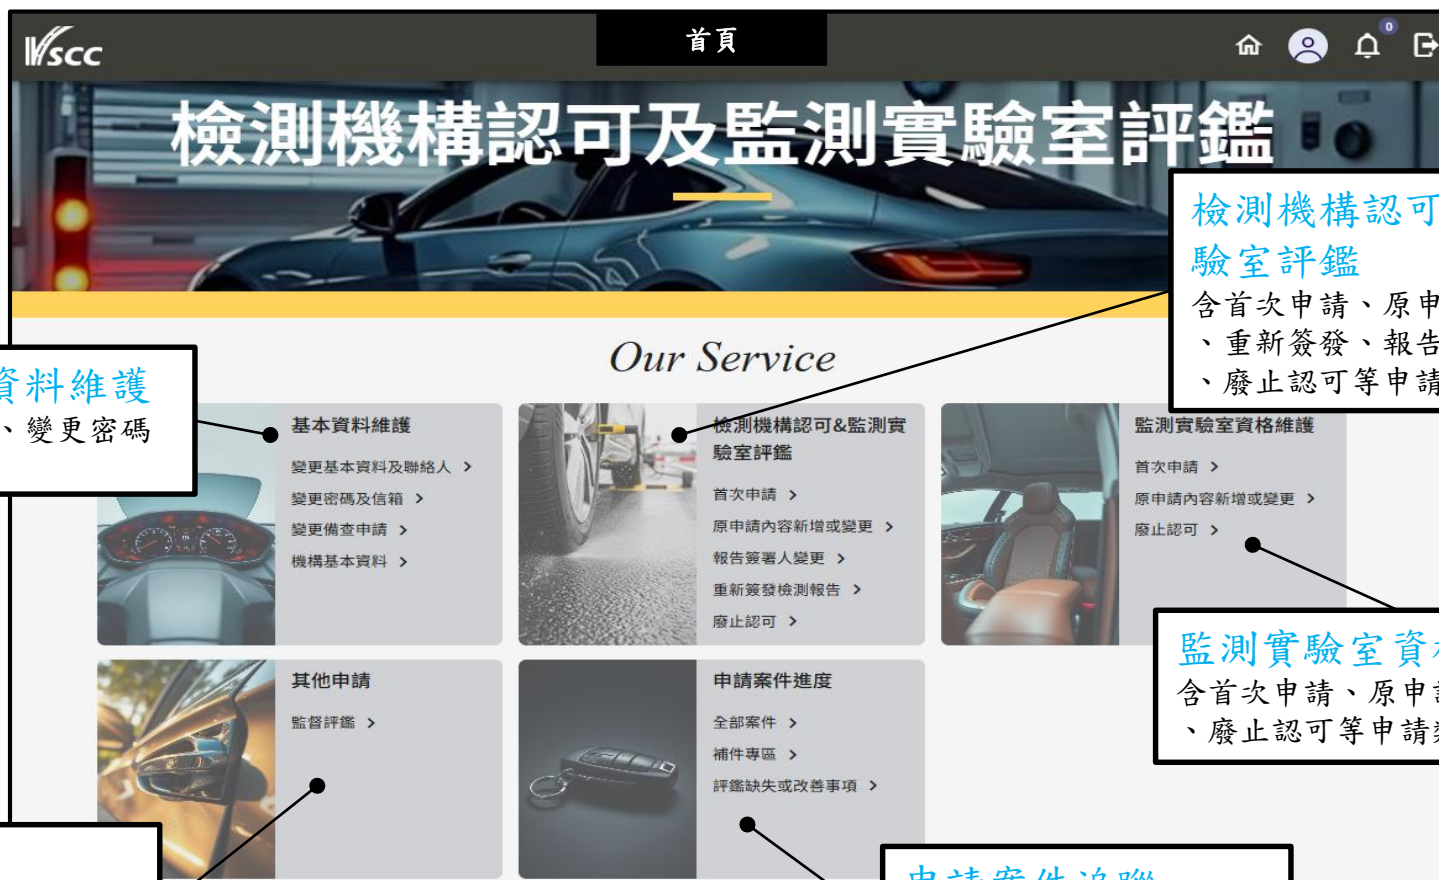 VSCC
首頁
0
檢測機構認可及監測實驗室評鑑
檢測機構認可
驗室評鑑
含首次申請、原申
、重新簽發、報告
、廢止認可等申請
Our Service
資料維護
、變更密碼
基本資料維護
變更基本資料及聯絡人 >
變更密碼及信箱 >
變更備查申請 >
機構基本資料 >
檢測機構認可&監測實
驗室評鑑
首次申請 >
原申請內容新增或變更 >
報告簽署人變更 >
重新簽發檢測報告 >
廢止認可 >
監測實驗室資格維護
首次申請 >
原申請內容新增或變更 >
廢止認可 >
監測實驗室資
含首次申請、原申
、廢止認可等申請
其他申請
監督評鑑 >
申請案件進度
全部案件 >
補件專區 >
評鑑缺失或改善事項 >
申請案件追蹤